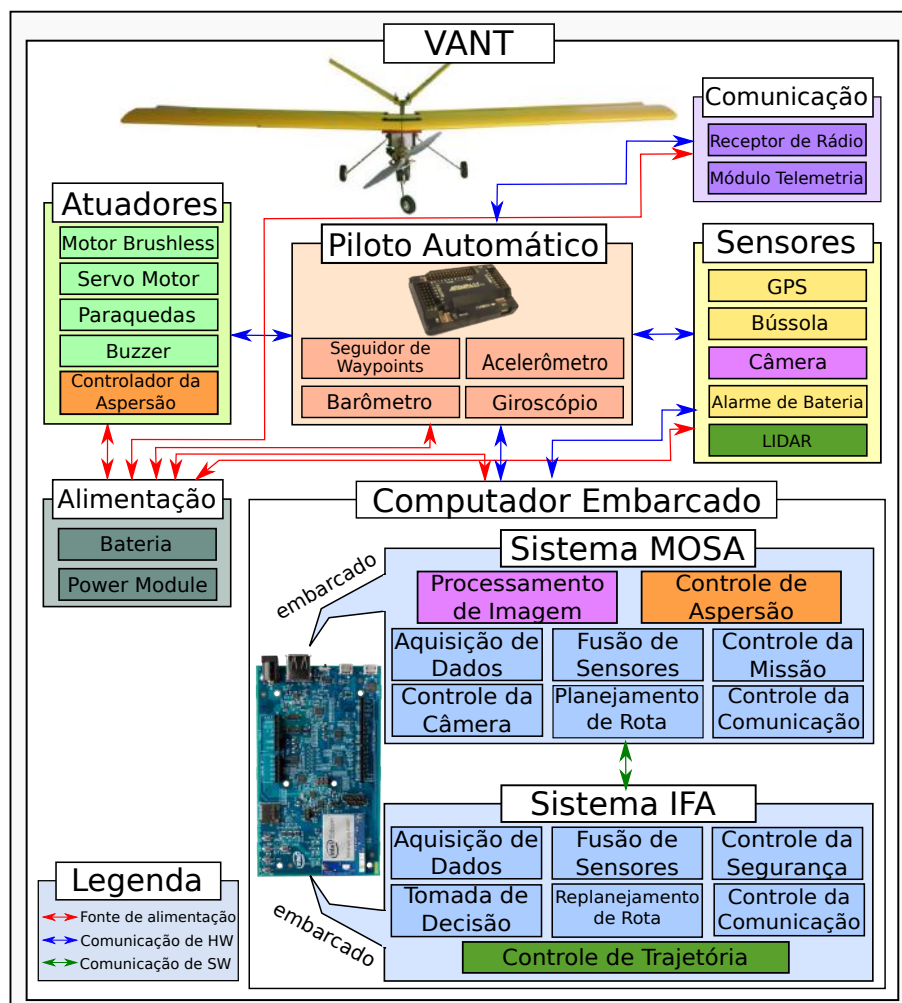 VANT
Comunicação
Receptor de Rádio
Módulo Telemetria
Atuadores
Motor Brushless
Servo Motor
Paraquedas
Buzzer
Controlador da
Aspersão
Piloto Automático
Seguidor de
Waypoints
Acelerômetro
Barômetro
Giroscópio
Sensores
GPS
Bússola
Câmera
Alarme de Bateria
LIDAR
Alimentação
Bateria
Power Module
Computador Embarcado
Sistema MOSA
embarcado
Processamento
de Imagem
Controle de
Aspersão
Aquisição de
Dados
Fusão de
Sensores
Controle da
Missão
Controle da
Câmera
Planejamento
de Rota
Controle da
Comunicação
Sistema IFA
embarcado
Aquisição de
Dados
Fusão de
Sensores
Controle da
Segurança
Tomada de
Decisão
Replanejamento
de Rota
Controle da
Comunicação
Controle de Trajetória
Legenda
Fonte de alimentação
Comunicação de HW
Comunicação de SW